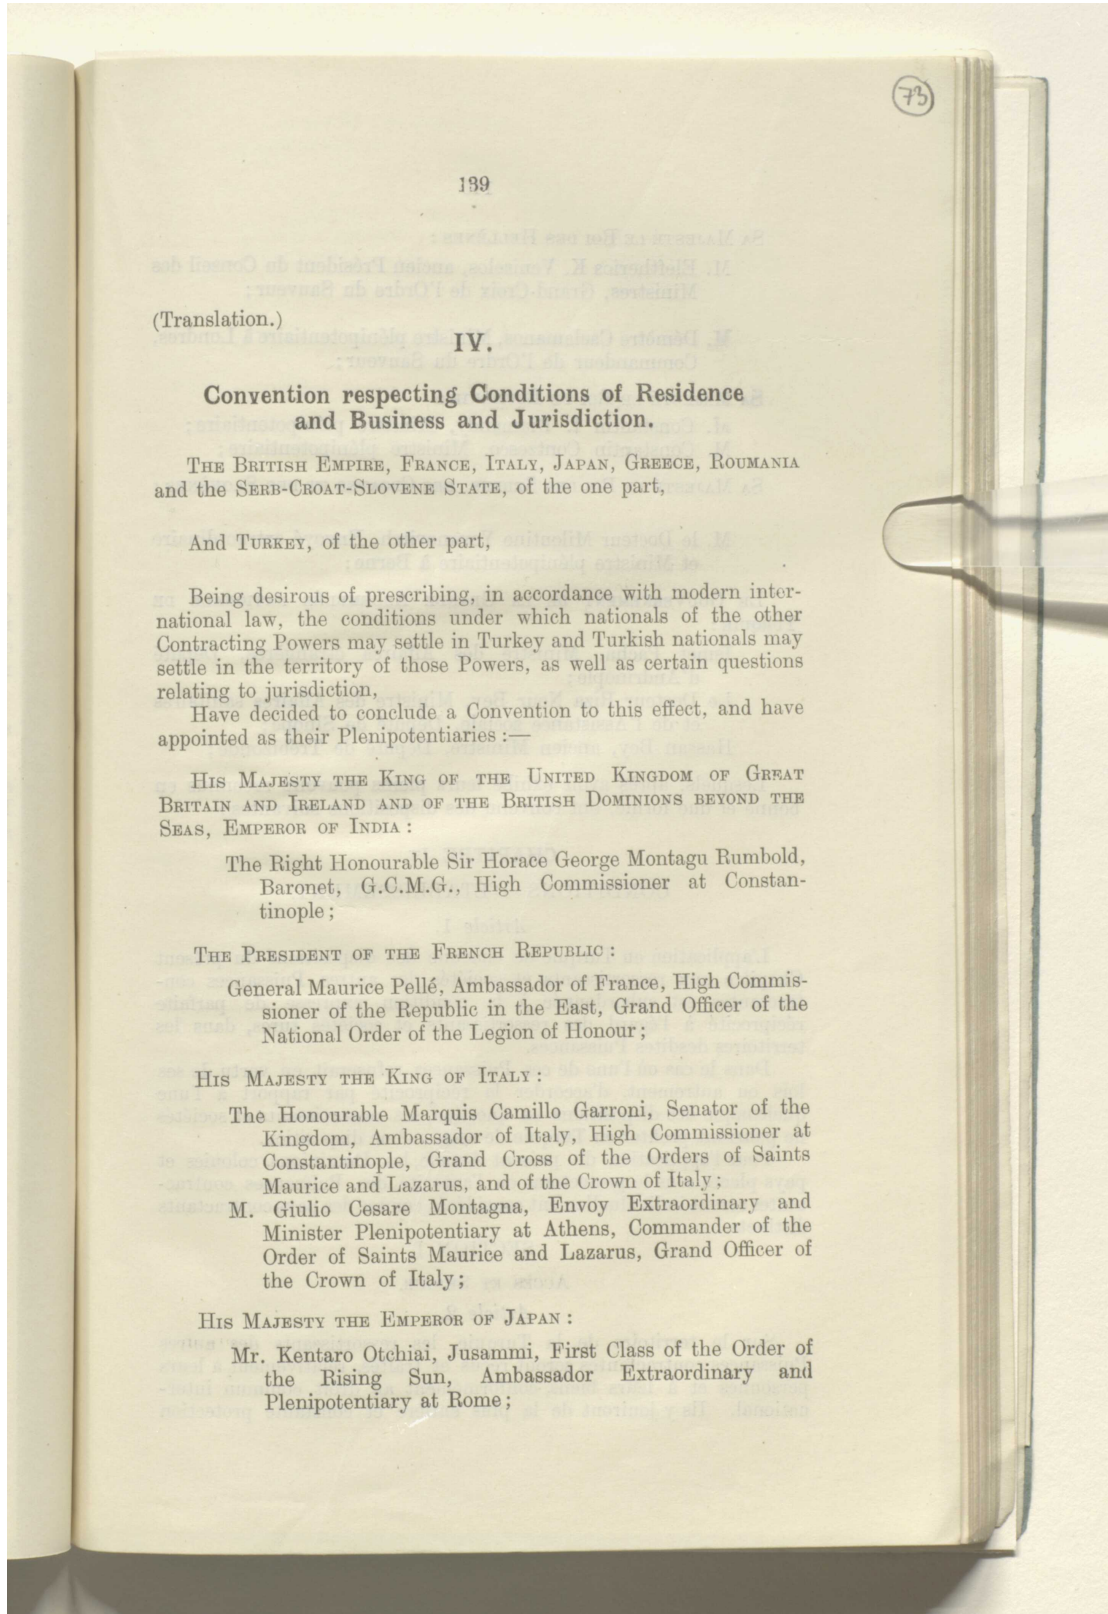 73
139
(Translation.)
IV.
Convention respecting Conditions of Residence
and Business and Jurisdiction.
THE BRITISH EMPIRE, FRANCE, ITALY, JAPAN, GREECE, ROUMANIA
and the SERB-CROAT-SLOVENE STATE, of the one part,
And TURKEY, of the other part,
Being desirous of prescribing, in accordance with modern inter-
national law, the conditions under which nationals of the other
Contracting Powers may settle in Turkey and Turkish nationals may
settle in the territory of those Powers, as well as certain questions
relating to jurisdiction,
Have decided to conclude a Convention to this effect, and have
appointed as their Plenipotentiaries :—
HIS MAJESTY THE KING OF THE UNITED KINGDOM OF GREAT
BRITAIN AND IRELAND AND OF THE BRITISH DOMINIONS BEYOND THE
SEAS, EMPEROR OF INDIA :
The Right Honourable Sir Horace George Montagu Rumbold,
Baronet, G.C.M.G., High Commissioner at Constan-
tinople ;
THE PRESIDENT OF THE FRENCH REPUBLIC :
General Maurice Pellé, Ambassador of France, High Commis-
sioner of the Republic in the East, Grand Officer of the
National Order of the Legion of Honour ;
HIS MAJESTY THE KING OF ITALY :
The Honourable Marquis Camillo Garroni, Senator of the
Kingdom, Ambassador of Italy, High Commissioner at
Constantinople, Grand Cross of the Orders of Saints
Maurice and Lazarus, and of the Crown of Italy ;
M. Giulio Cesare Montagna, Envoy Extraordinary and
Minister Plenipotentiary at Athens, Commander of the
Order of Saints Maurice and Lazarus, Grand Officer of
the Crown of Italy ;
HIS MAJESTY THE EMPEROR OF JAPAN :
Mr. Kentaro Otchiai, Jusammi, First Class of the Order of
the Rising Sun, Ambassador Extraordinary and
Plenipotentiary at Rome ;